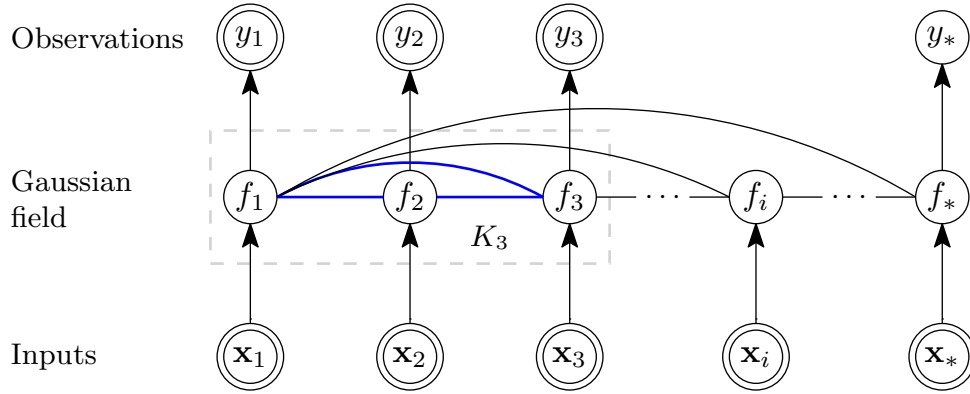 Observations y₁ y₂ y₃ y∗
Gaussian
field
f₁ f₂ f₃ ··· fᵢ ··· f∗
K₃
Inputs x₁ x₂ x₃ xᵢ x∗